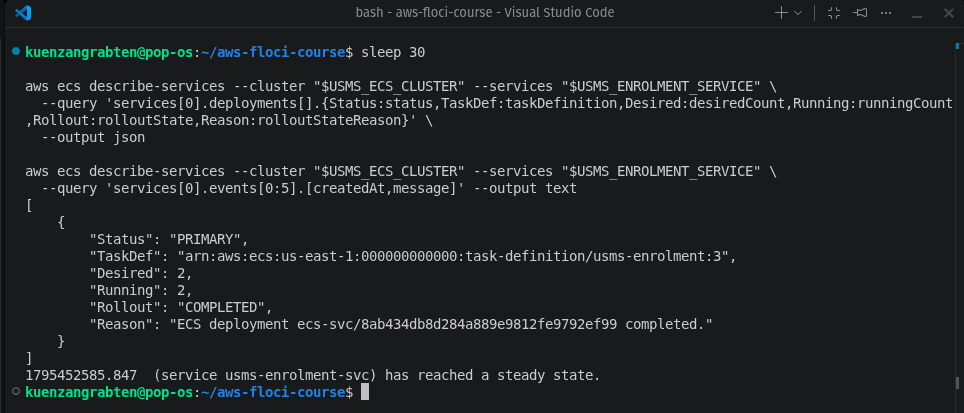 bash - aws-floci-course - Visual Studio Code
kuenzangrabten@pop-os:~/aws-floci-course$ sleep 30
aws ecs describe-services --cluster "$USMS_ECS_CLUSTER" --services "$USMS_ENROLMENT_SERVICE" \
--query 'services[0].deployments[].{Status:status,TaskDef:taskDefinition,Desired:desiredCount,Running:runningCount
,Rollout:rolloutState,Reason:rolloutStateReason}' \
--output json
aws ecs describe-services --cluster "$USMS_ECS_CLUSTER" --services "$USMS_ENROLMENT_SERVICE" \
--query 'services[0].events[0:5].[createdAt,message]' --output text
[
{
"Status": "PRIMARY",
"TaskDef": "arn:aws:ecs:us-east-1:000000000000:task-definition/usms-enrolment:3",
"Desired": 2,
"Running": 2,
"Rollout": "COMPLETED",
"Reason": "ECS deployment ecs-svc/8ab434db8d284a889e9812fe9792ef99 completed."
}
]
1795452585.847  (service usms-enrolment-svc) has reached a steady state.
kuenzangrabten@pop-os:~/aws-floci-course$